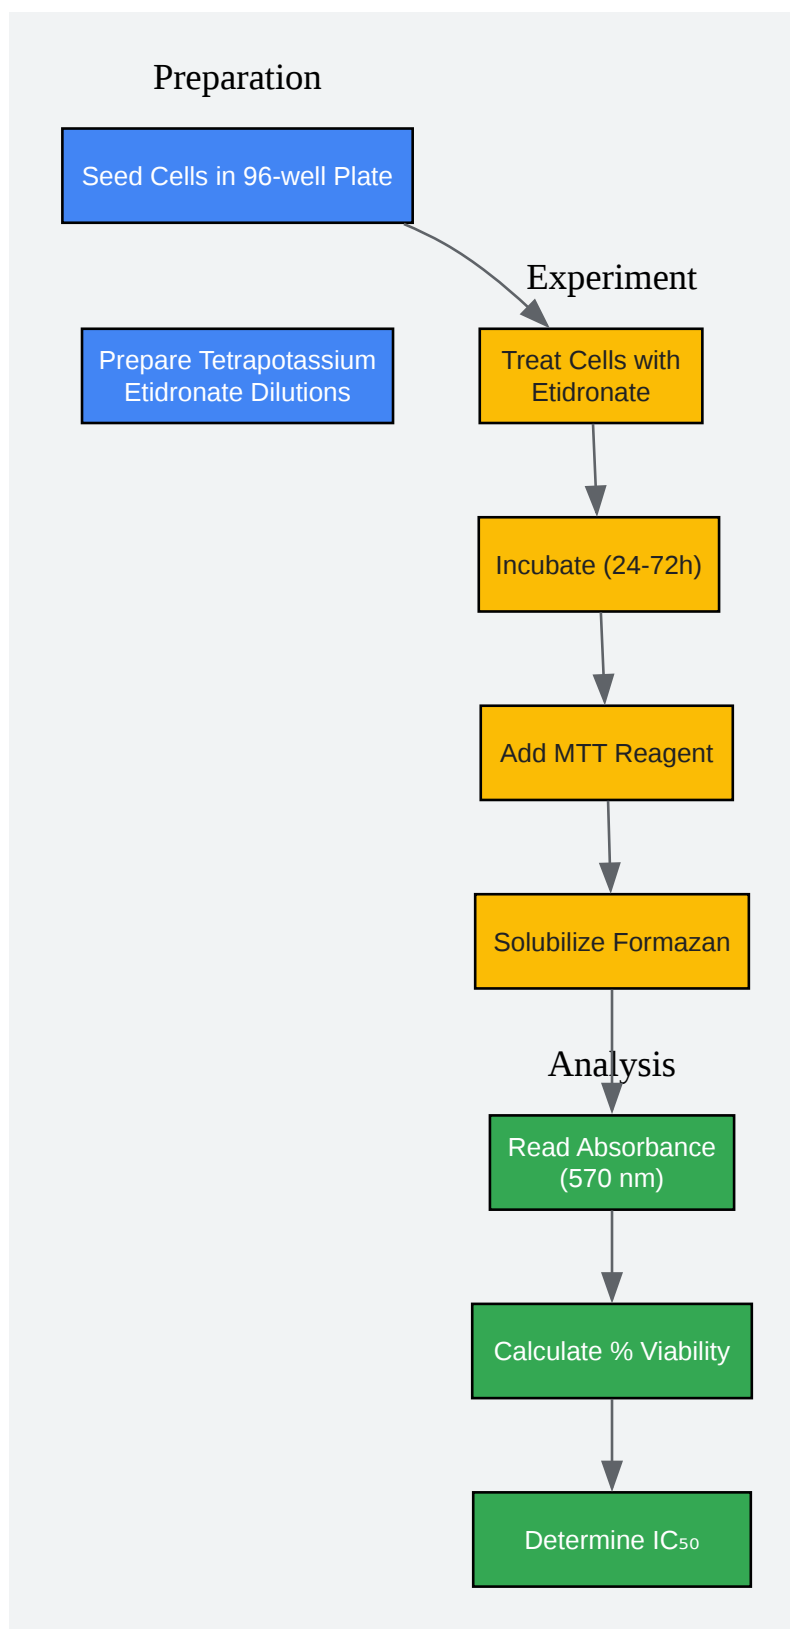 Preparation
Seed Cells in 96-well Plate
Experiment
Prepare Tetrapotassium
Etidronate Dilutions
Treat Cells with
Etidronate
Incubate (24-72h)
Add MTT Reagent
Solubilize Formazan
Analysis
Read Absorbance
(570 nm)
Calculate % Viability
Determine IC₅₀